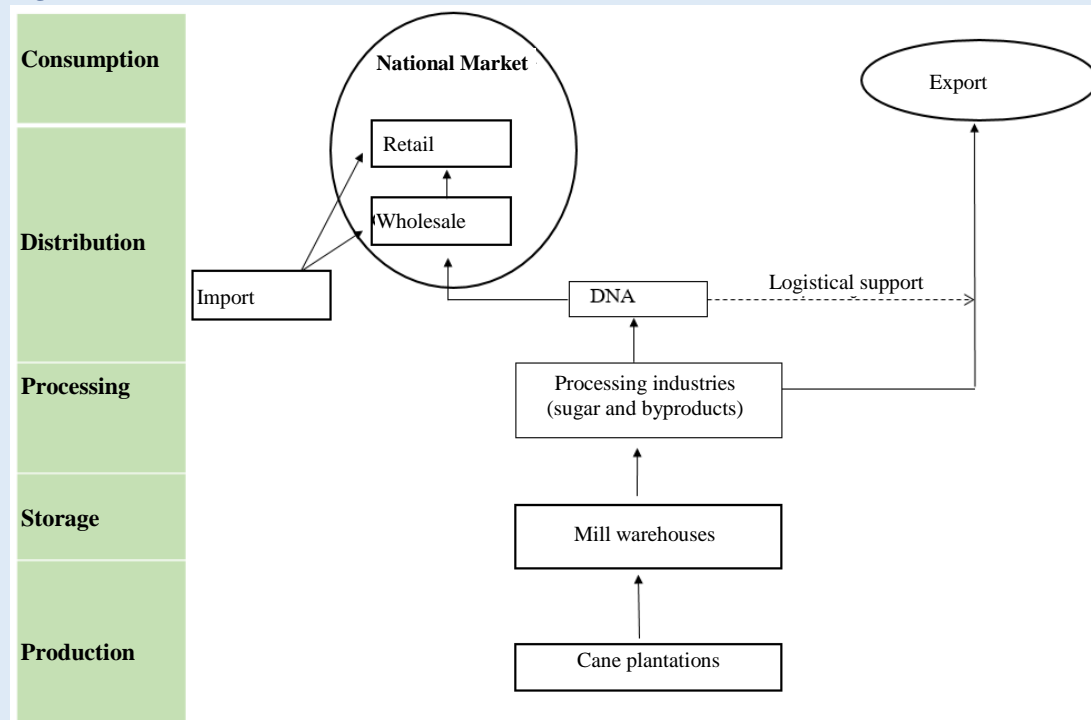 Consumption
National Market
Export
Retail
Wholesale
Distribution
Import
DNA
Logistical support
Processing
Processing industries
(sugar and byproducts)
Storage
Mill warehouses
Production
Cane plantations